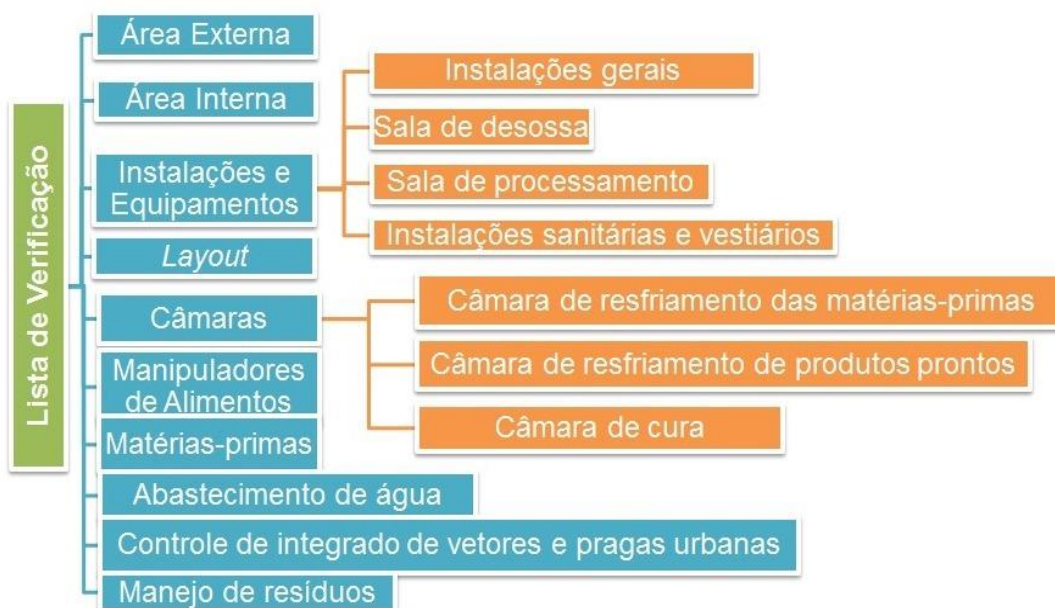 Lista de Verificação
Área Externa
Área Interna
Instalações e
Equipamentos
Layout
Câmaras
Manipuladores
de Alimentos
Matérias-primas
Abastecimento de água
Controle de integrado de vetores e pragas urbanas
Manejo de resíduos
Instalações gerais
Sala de desossa
Sala de processamento
Instalações sanitárias e vestiários
Câmara de resfriamento das matérias-primas
Câmara de resfriamento de produtos prontos
Câmara de cura